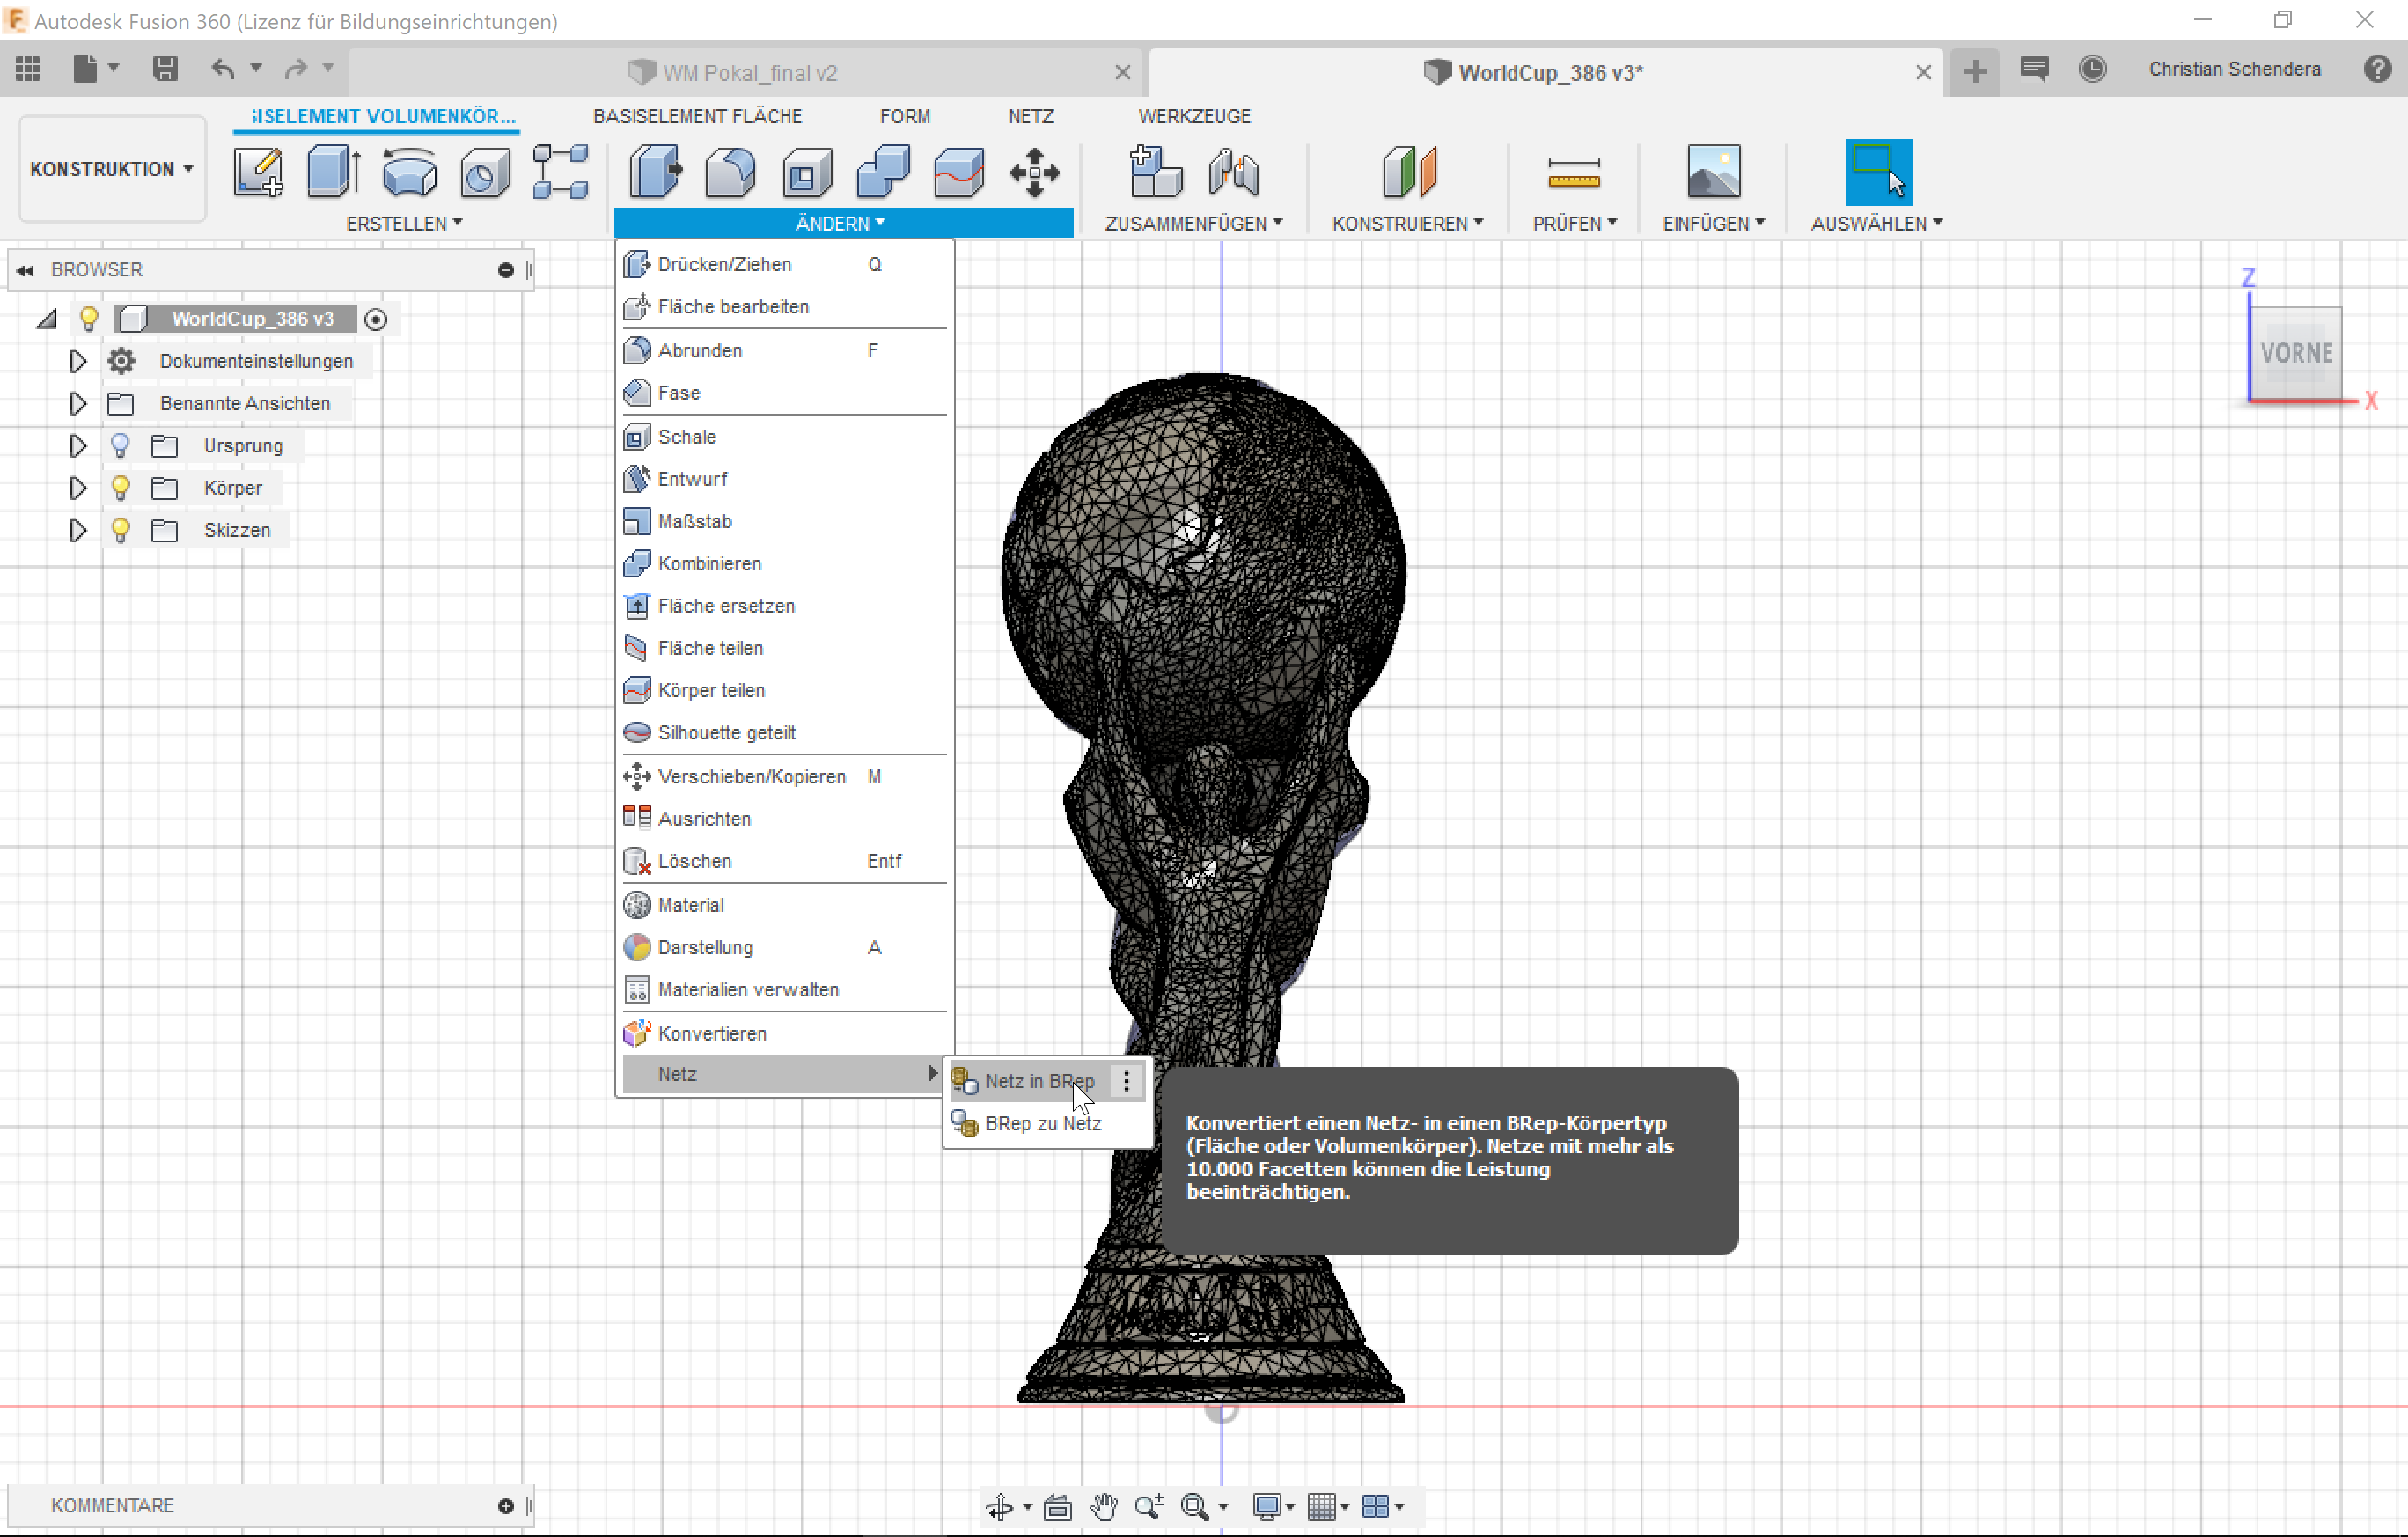 Autodesk Fusion 360 (Lizenz für Bildungseinrichtungen)
WM Pokal_final v2
WorldCup_386 v3*
Christian Schendera
KONSTRUKTION
ISELEMENT VOLUMENKÖR...
BASISELEMENT FLÄCHE
FORM
NETZ
WERKZEUGE
ERSTELLEN
ÄNDERN
ZUSAMMENFÜGEN
KONSTRUIEREN
PRÜFEN
EINFÜGEN
AUSWÄHLEN
BROWSER
WorldCup_386 v3
Dokumenteinstellungen
Benannte Ansichten
Ursprung
Körper
Skizzen
Drücken/Ziehen Q
Fläche bearbeiten
Abrunden F
Fase
Schale
Entwurf
Maßstab
Kombinieren
Fläche ersetzen
Fläche teilen
Körper teilen
Silhouette geteilt
Verschieben/Kopieren M
Ausrichten
Löschen Entf
Material
Darstellung A
Materialien verwalten
Konvertieren
Netz
Netz in BRep
BRep zu Netz
Konvertiert einen Netz- in einen BRep-Körpertyp
(Fläche oder Volumenkörper). Netze mit mehr als
10.000 Facetten können die Leistung
beeinträchtigen.
Z
VORNE
X
KOMMENTARE